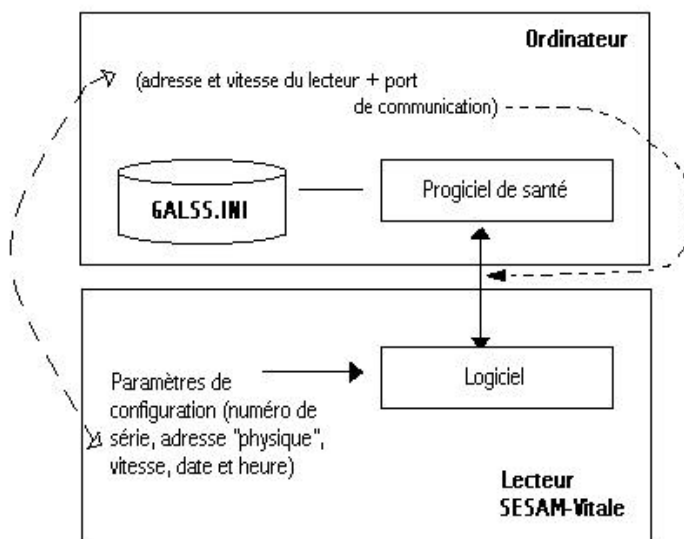 Ordinateur
(adresse et vitesse du lecteur + port
de communication)
GALSS.INI
Progiciel de santé
Logiciel
Paramètres de
configuration (numéro de
série, adresse "physique",
vitesse, date et heure)
Lecteur
SESAM-Vitale